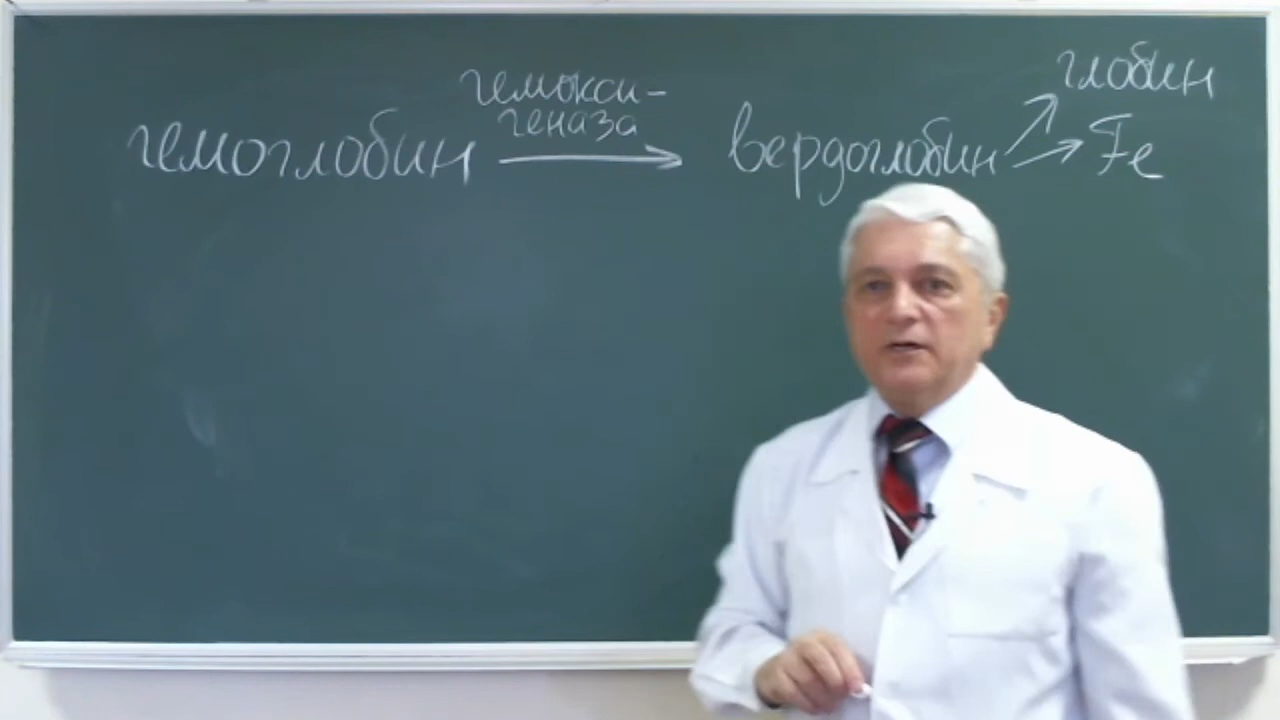 глобин
гемокси-
геназа
гемоглобин → вердоглобин → Fe